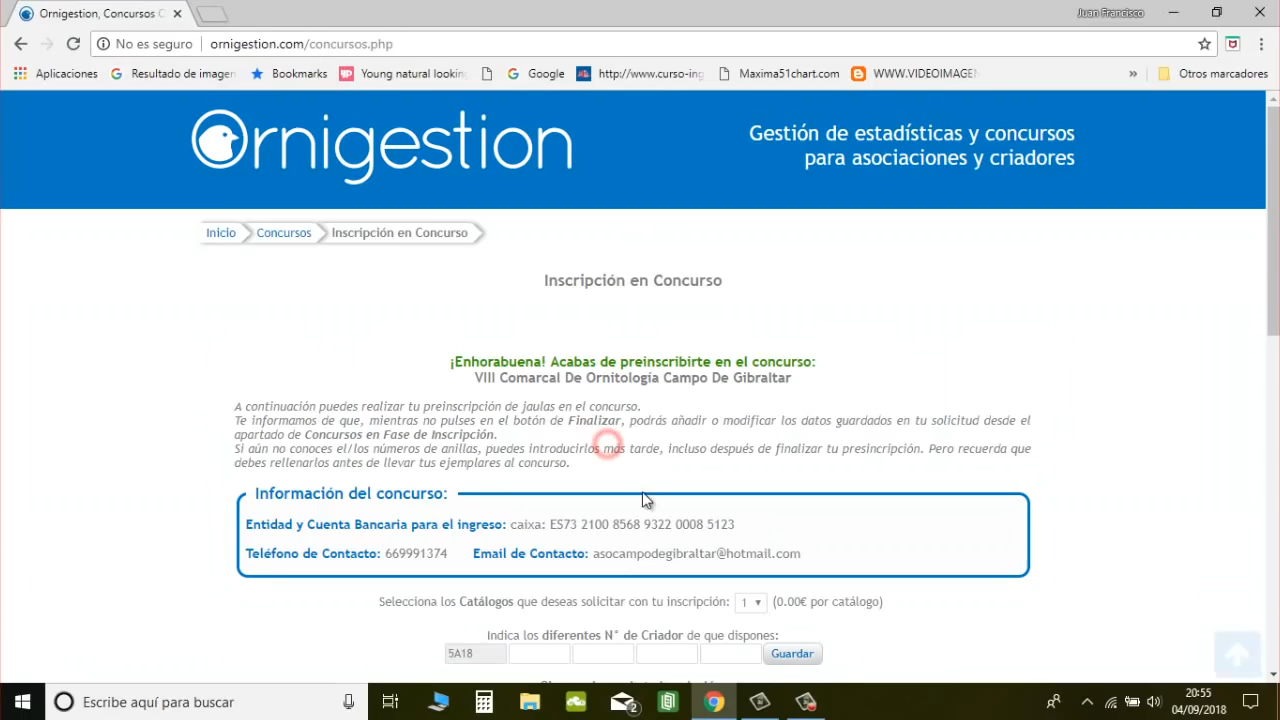 Ornigestion, Concursos C
Juan Francisco
No es seguro
ornigestion.com/concursos.php
Aplicaciones
Resultado de imagen
Bookmarks
Young natural lookin
Google
http://www.curso-ing
Maxima51chart.com
WWW.VIDEOIMAGEN
»
Otros marcadores
Ornigestion
Gestión de estadísticas y concursos
para asociaciones y criadores
Inicio
Concursos
Inscripción en Concurso
Inscripción en Concurso
¡Enhorabuena! Acabas de preinscribirte en el concurso:
VIII Comarcal De Ornitología Campo De Gibraltar
A continuación puedes realizar tu preinscripción de jaulas en el concurso.
Te informamos de que, mientras no pulses en el botón de Finalizar, podrás añadir o modificar los datos guardados en tu solicitud desde el
apartado de Concursos en Fase de Inscripción.
Si aún no conoces el/los números de anillas, puedes introducirlos más tarde, incluso después de finalizar tu presincripción. Pero recuerda que
debes rellenarlos antes de llevar tus ejemplares al concurso.
Información del concurso:
Entidad y Cuenta Bancaria para el ingreso: caixa: ES73 2100 8568 9322 0008 5123
Teléfono de Contacto: 669991374 Email de Contacto: asocampodegibraltar@hotmail.com
Selecciona los Catálogos que deseas solicitar con tu inscripción: 1 (0.00€ por catálogo)
Indica los diferentes Nº de Criador de que dispones:
5A18
Guardar
Escribe aquí para buscar
2
20:55
04/09/2018